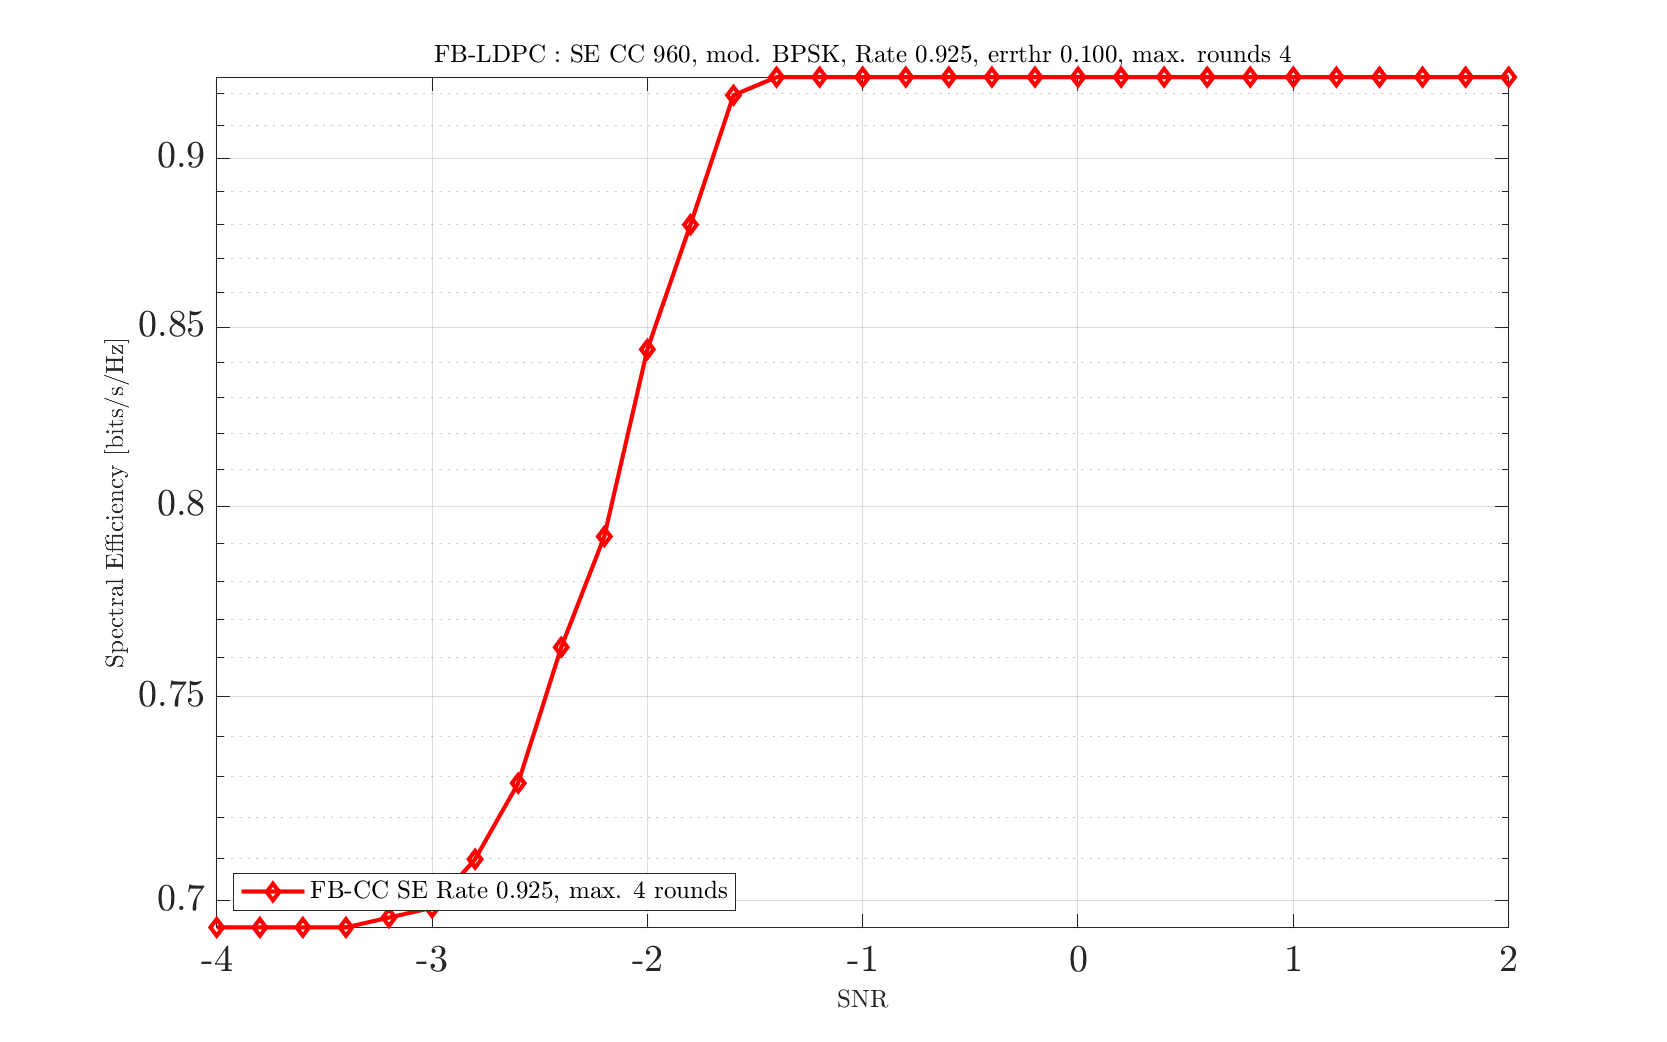 FB-LDPC : SE CC 960, mod. BPSK, Rate 0.925, errthr 0.100, max. rounds 4
0.9
0.85
0.8
0.75
0.7
Spectral Efficiency [bits/s/Hz]
FB-CC SE Rate 0.925, max. 4 rounds
-4 -3 -2 -1 0 1 2
SNR